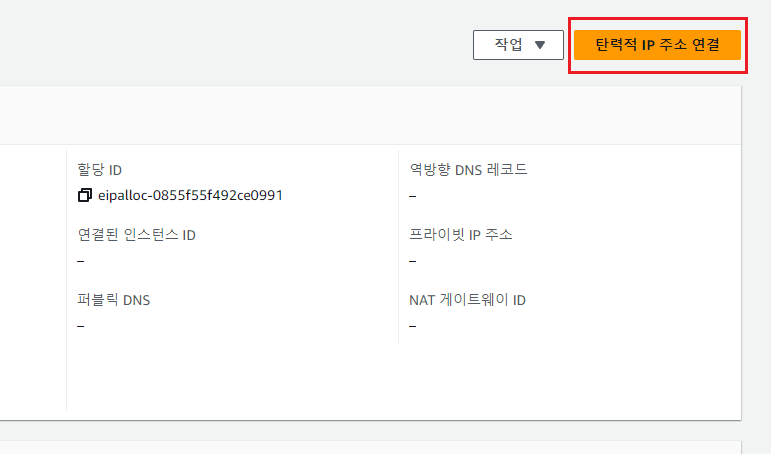 작업
탄력적 IP 주소 연결
할당 ID
eipalloc-0855f55f492ce0991
연결된 인스턴스 ID
–
퍼블릭 DNS
–
역방향 DNS 레코드
–
프라이빗 IP 주소
–
NAT 게이트웨이 ID
–